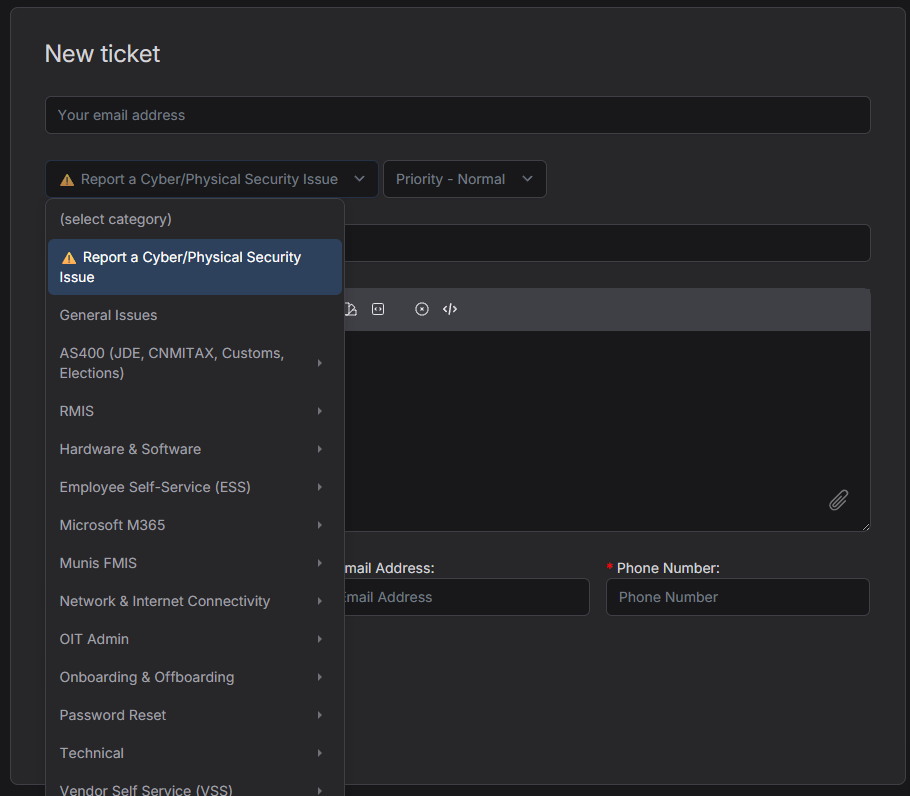 New ticket
Your email address
Report a Cyber/Physical Security Issue
Priority - Normal
(select category)
Report a Cyber/Physical Security
Issue
General Issues
AS400 (JDE, CNMITAX, Customs,
Elections)
RMIS
Hardware & Software
Employee Self-Service (ESS)
Microsoft M365
Munis FMIS
mail Address:
* Phone Number:
Email Address
Phone Number
Network & Internet Connectivity
OIT Admin
Onboarding & Offboarding
Password Reset
Technical
Vendor Self Service (VSS)